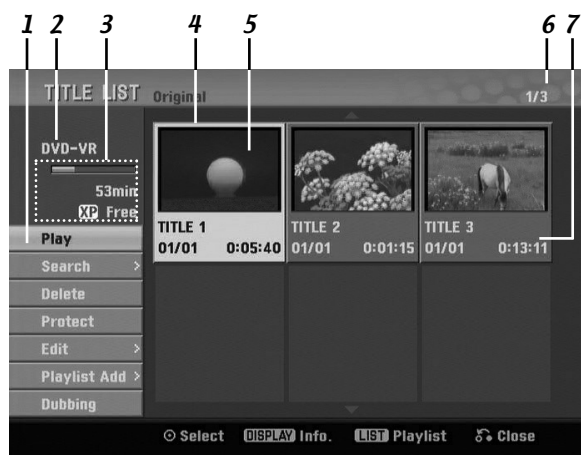 1 2 3 4 5 6 7
TITLE LIST Original 1/3
DVD-VR
53min
XP Free
Play
Search >
Delete
Protect
Edit >
Playlist Add >
Dubbing
TITLE 1
01/01 0:05:40
TITLE 2
01/01 0:01:15
TITLE 3
01/01 0:13:11
Select DISPLAY Info. LIST Playlist Close